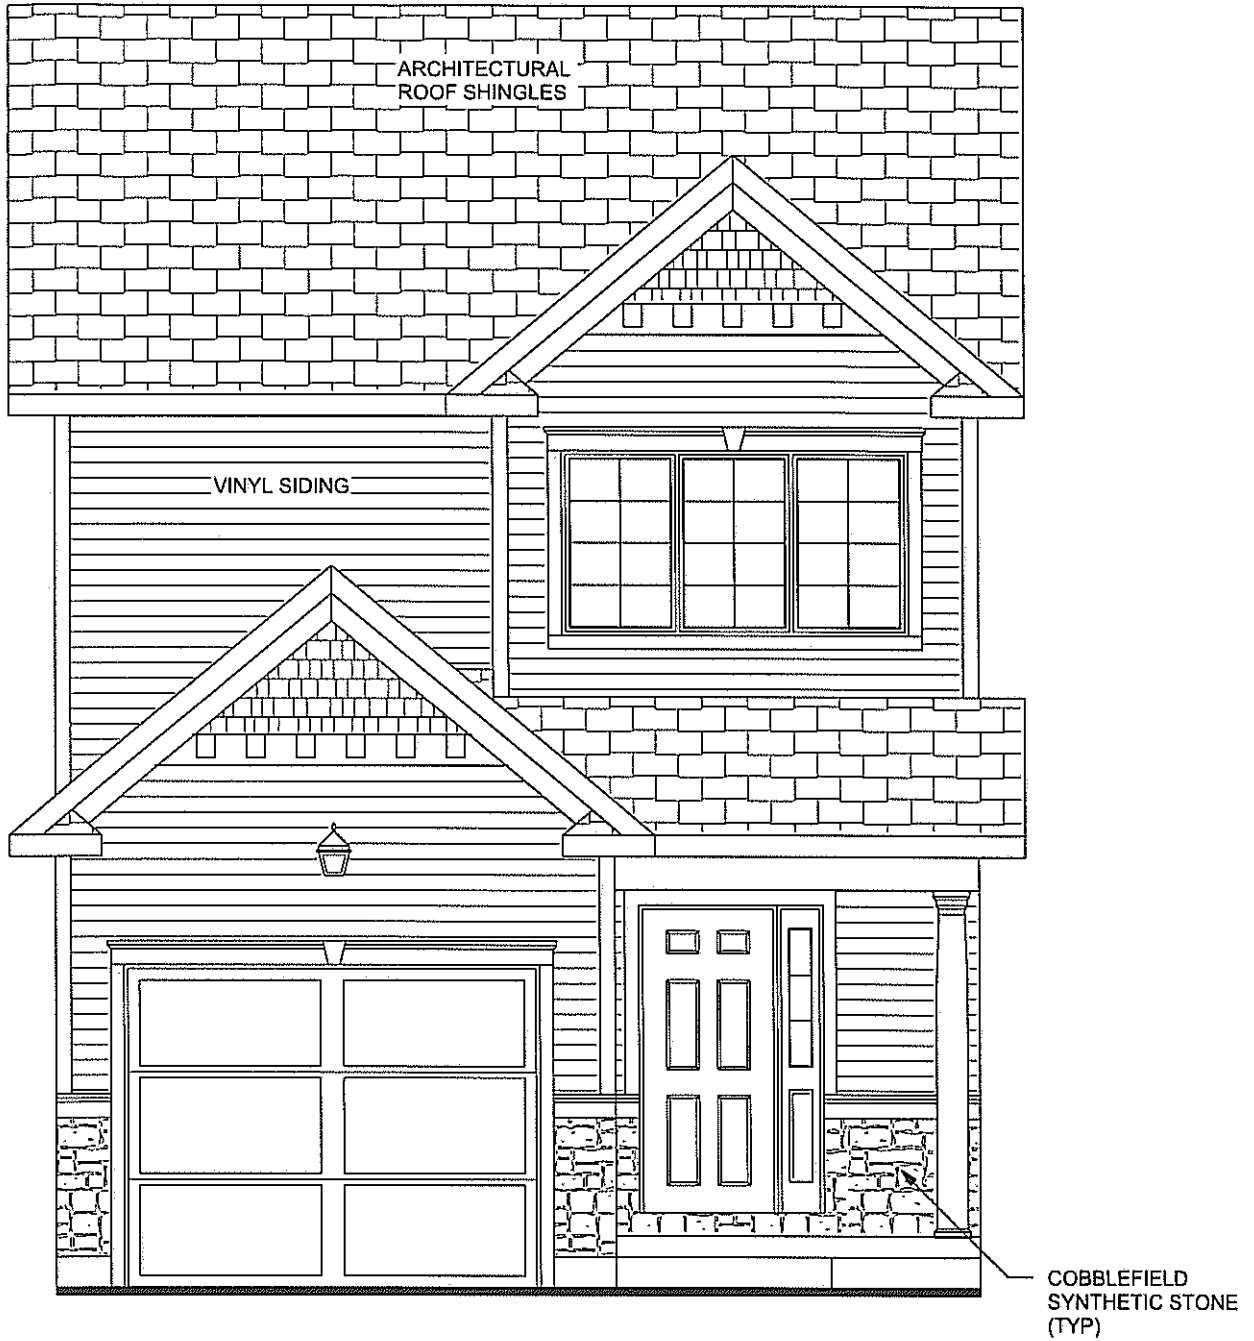 ARCHITECTURAL
ROOF SHINGLES
VINYL SIDING
COBBLEFIELD
SYNTHETIC STONE
(TYP)